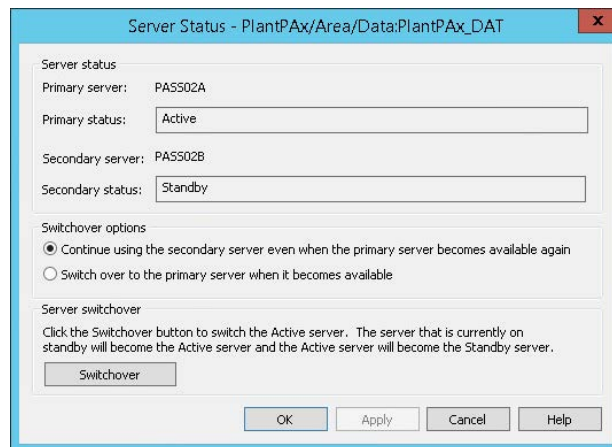 Server Status - PlantPAx/Area/Data:PlantPAx_DAT
x
Server status
Primary server: PASS02A
Primary status: Active
Secondary server: PASS02B
Secondary status: Standby
Switchover options
Continue using the secondary server even when the primary server becomes available again
Switch over to the primary server when it becomes available
Server switchover
Click the Switchover button to switch the Active server. The server that is currently on
standby will become the Active server and the Active server will become the Standby server.
Switchover
OK Apply Cancel Help